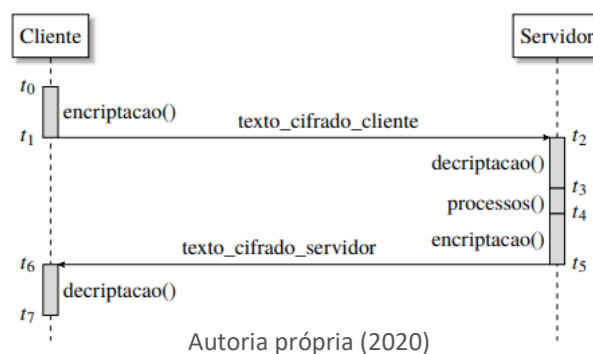 Cliente
Servidor
t0
encriptacao()
t1
texto_cifrado_cliente
t2
decriptacao()
t3
processos()
t4
encriptacao()
texto_cifrado_servidor
t6
t5
decriptacao()
t7
Autoria própria (2020)